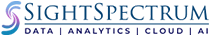 SIGHTSPECTRUM
DATA | ANALYTICS | CLOUD | AI